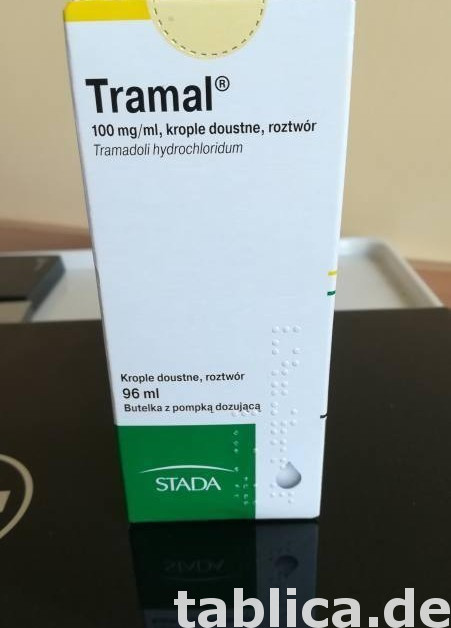 Tramal®
100 mg/ml, krople doustne, roztwór
Tramadoli hydrochloridum
Krople doustne, roztwór
96 ml
Butelka z pompką dozującą
STADA
tablica.de